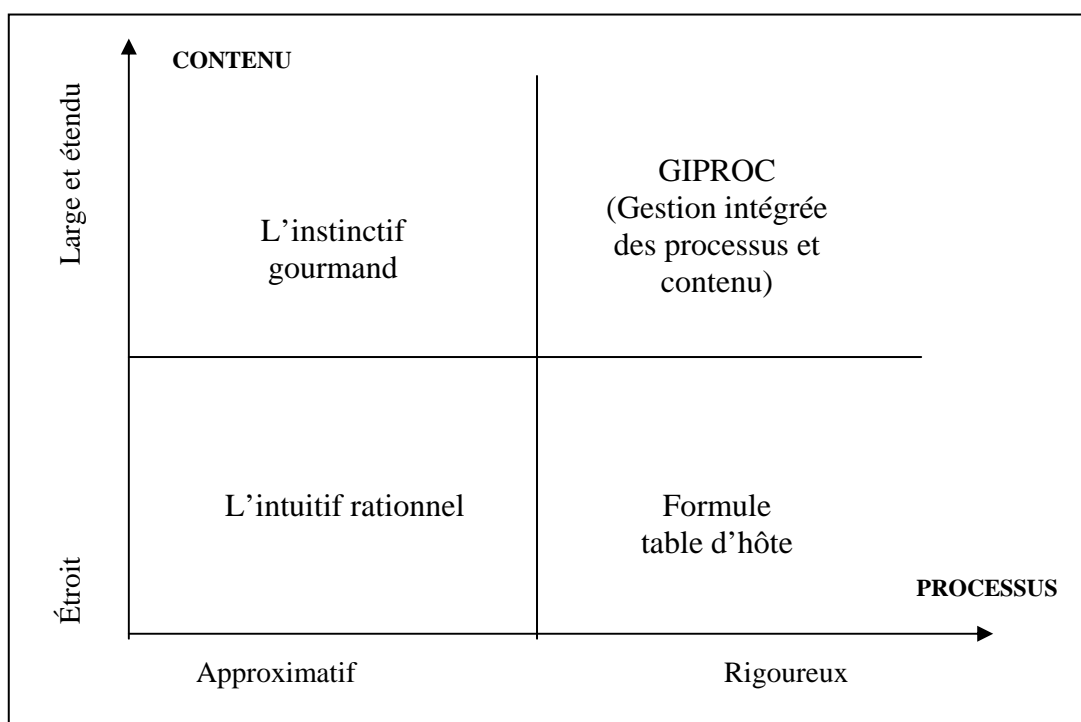 CONTENU
Large et étendu
GIPROC
(Gestion intégrée
des processus et
contenu)
L’instinctif
gourmand
L’intuitif rationnel
Formule
table d’hôte
Étroit
PROCESSUS
Approximatif
Rigoureux